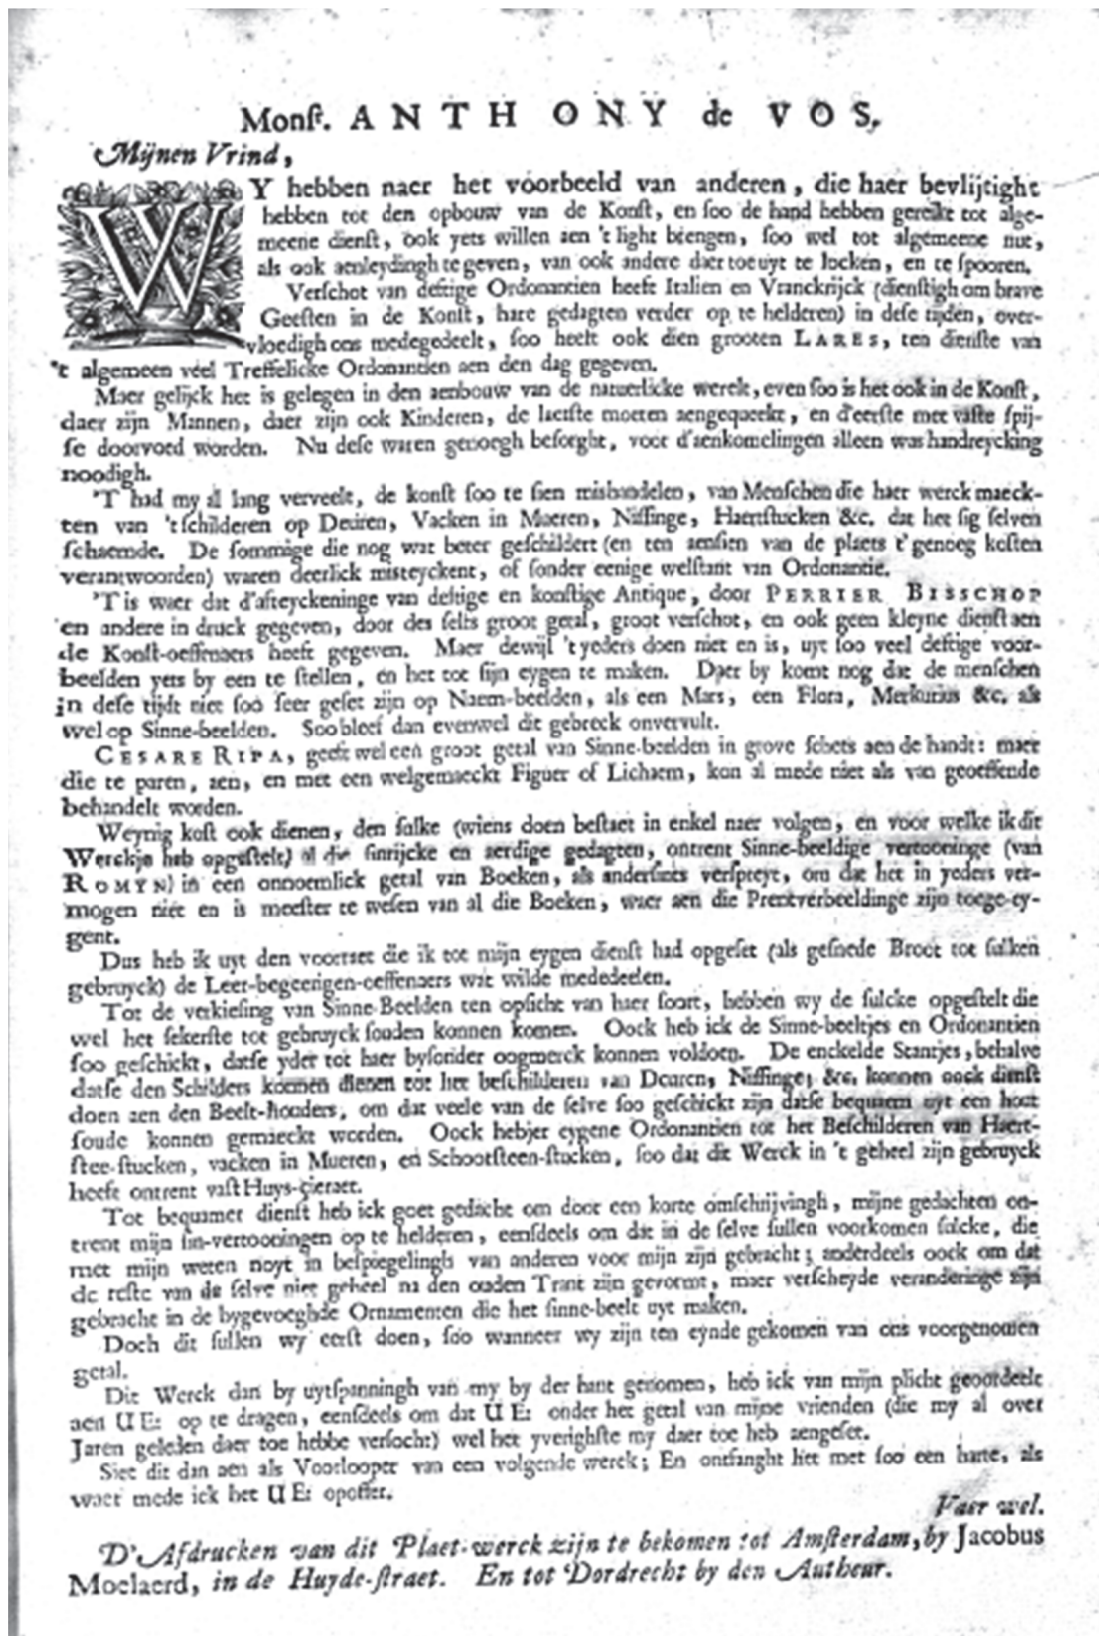 Monſr. ANTHONY de VOS.
Mijnen Vrind,
WY hebben naer het voorbeeld van anderen, die haer bevlijtight
hebben tot den opbouw van de Konſt, en ſoo de hand hebben gereikt tot alge-
meene dienſt, ook yets willen aen 't light brengen, ſoo wel tot algemeene nut,
als ook aenleydingh te geven, van ook andere daer toe uyt te locken, en te ſpooren.
Verſchot van deftige Ordonantien heeft Italien en Vranckrijck (dienſtigh om brave
Geeſten in de Konſt, hare gedagten verder op te helderen) in deſe tijden, over-
vloedigh ons medegedeelt, ſoo heeft ook dien grooten LARES, ten dienſte van
't algemeen veel Treffelicke Ordonantien aen den dag gegeven.
Maer gelijck het is gelegen in den aenbouw van de natuerlicke werelt, even ſoo is het ook in de Konſt,
daer zijn Mannen, daer zijn ook Kinderen, de laetſte moeten aengequeekt, en d'eerſte met vaſte ſpij-
ſe doorvoed worden. Nu deſe waren genoegh beſorght, voor d'aenkomelingen alleen was handreycking
noodigh.
'T had my al lang verveelt, de konſt ſoo te ſien mishandelen, van Menſchen die haer werck maeck-
ten van 't ſchilderen op Deuren, Vacken in Mueren, Niſſinge, Haertſtucken &c. dat het ſig ſelven
ſchaemde. De ſommige die nog wat beter geſchildert (en ten aenſien van de plaets t'genoeg koſten
verantwoorden) waren deerlick misteyckent, of ſonder eenige welſtant van Ordonantie.
'T is waer dat d'afteyckeninge van deftige en konſtige Antique, door PERRIER BISSCHOP
en andere in druck gegeven, door des ſelfs groot getal, groot verſchot, en ook geen kleyne dienſt aen
de Konſt-oeffenaers heeft gegeven. Maer dewijl 't yeders doen niet en is, uyt ſoo veel deftige voor-
beelden yets by een te ſtellen, en het tot ſijn eygen te maken. Daer by komt nog dat de menſchen
in deſe tijdt niet ſoo ſeer geſet zijn op Naem-beelden, als een Mars, een Flora, Merkurius &c. als
wel op Sinne-beelden. Soo bleef dan evenwel dit gebreck onvervult.
CESARE RIPA, geeft wel een groot getal van Sinne-beelden in grove ſchets aen de handt: maer
die te paren, aen, en met een welgemaeckt Figuer of Lichaem, kon al mede niet als van geoeffende
behandelt worden.
Weynig koſt ook dienen, den ſulke (wiens doen beſtaet in enkel naer volgen, en voor welke ik dit
Werckje heb opgeſtelt) al die ſinrijcke en aerdige gedagten, ontrent Sinne-beeldige vertooninge (van
ROMYN) in een onnoemlick getal van Boeken, als anderſints verſpreyt, om dat het in yeders ver-
mogen niet en is meeſter te weſen van al die Boeken, waer aen die Prentverbeeldinge zijn toege-ey-
gent.
Dus heb ik uyt den voorraet die ik tot mijn eygen dienſt had opgeſet (als geſnede Broot tot ſulken
gebruyck) de Leer-begeerigen-oeffenaers wat wilde mededeelen.
Tot de verkieſing van Sinne-Beelden ten opſicht van haer ſoort, hebben wy de ſulcke opgeſtelt die
wel het ſekerſte tot gebruyck ſouden konnen komen. Oock heb ick de Sinne-beeltjes en Ordonantien
ſoo geſchickt, datſe yder tot haer byſonder oogmerck konnen voldoen. De enckelde Stantjes, behalve
datſe den Schilders konnen dienen tot het beſchilderen van Deuren, Niſſinge, &c. konnen oock dienſt
doen aen den Beelt-houders, om dat veele van de ſelve ſoo geſchickt zijn datſe bequaem uyt een hout
ſoude konnen gemaeckt worden. Oock hebjer eygene Ordonantien tot het Beſchilderen van Haert-
ſtee-ſtucken, vacken in Mueren, en Schoorſteen-ſtucken, ſoo dat dit Werck in 't geheel zijn gebruyck
heeft ontrent vaſt Huys-cieraet.
Tot bequamer dienſt heb ick goet gedacht om door een korte omſchrijvingh, mijne gedachten on-
trent mijn ſin-vertooningen op te helderen, eenſdeels om dat in de ſelve ſullen voorkomen ſulcke, die
met mijn weten noyt in beſpiegelingh van anderen voor mijn zijn gebracht; anderdeels oock om dat
de reſte van de ſelve niet geheel na den ouden Trant zijn gevormt, maer verſcheyde veranderinge zijn
gebracht in de bygevoeghde Ornamenten die het ſinne-beelt uyt maken.
Doch dit ſullen wy eerſt doen, ſoo wanneer wy zijn ten eynde gekomen van ons voorgenomen
getal.
Dit Werck dan by uytſpanningh van my by der hant genomen, heb ick van mijn plicht geoordeelt
aen UE: op te dragen, eenſdeels om dat UE: onder het getal van mijne vrienden (die my al over
Jaren geleden daer toe hebbe verſocht) wel het yverighſte my daer toe heb aengeſet.
Siet dit dan aen als Voorlooper van een volgende werck; En ontfanght het met ſoo een harte, als
waer mede ick het UE: opoffer.
Vaer wel.
D'Afdrucken van dit Plaet-werck zijn te bekomen tot Amſterdam, by Jacobus
Moelaerd, in de Huyde-ſtraet. En tot Dordrecht by den Autheur.